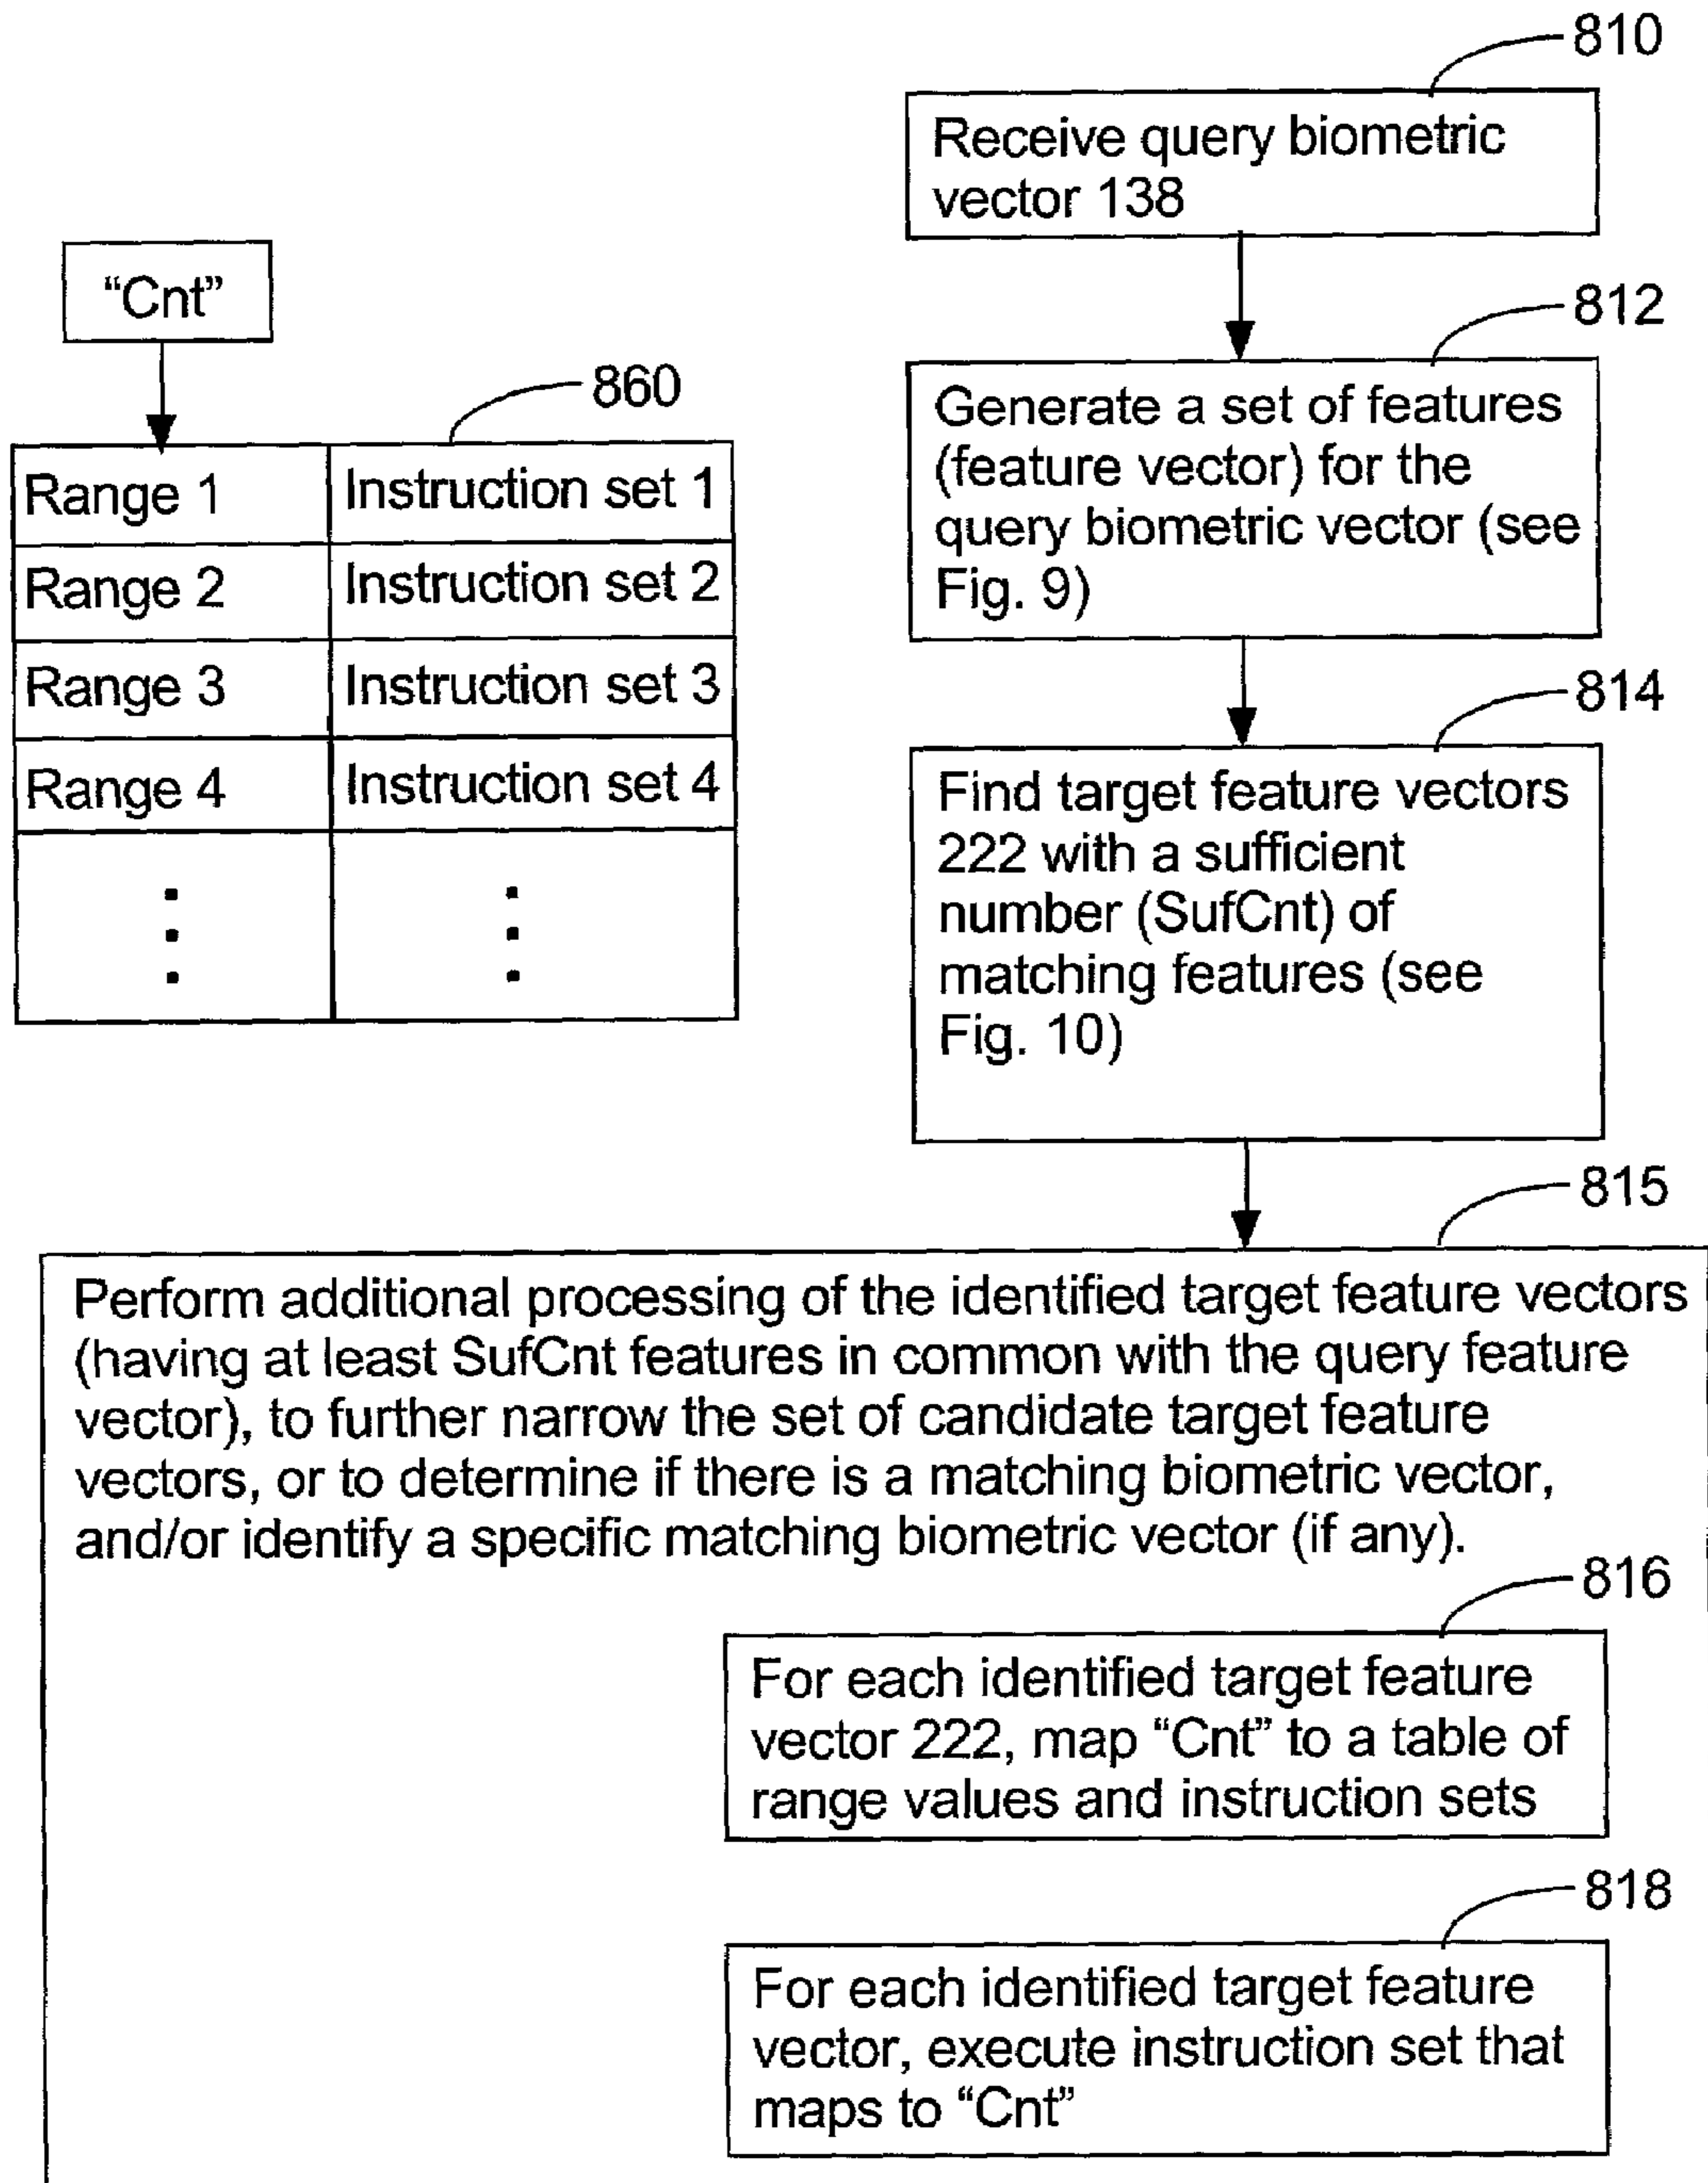 810
Receive query biometric
vector 138
"Cnt"
812
860
Generate a set of features
(feature vector) for the
query biometric vector (see
Fig. 9)
Range 1
Instruction set 1
Range 2
Instruction set 2
Range 3
Instruction set 3
Range 4
Instruction set 4
814
Find target feature vectors
222 with a sufficient
number (SufCnt) of
matching features (see
Fig. 10)
815
Perform additional processing of the identified target feature vectors
(having at least SufCnt features in common with the query feature
vector), to further narrow the set of candidate target feature
vectors, or to determine if there is a matching biometric vector,
and/or identify a specific matching biometric vector (if any).
816
For each identified target feature
vector 222, map “Cnt” to a table of
range values and instruction sets
818
For each identified target feature
vector, execute instruction set that
maps to “Cnt”